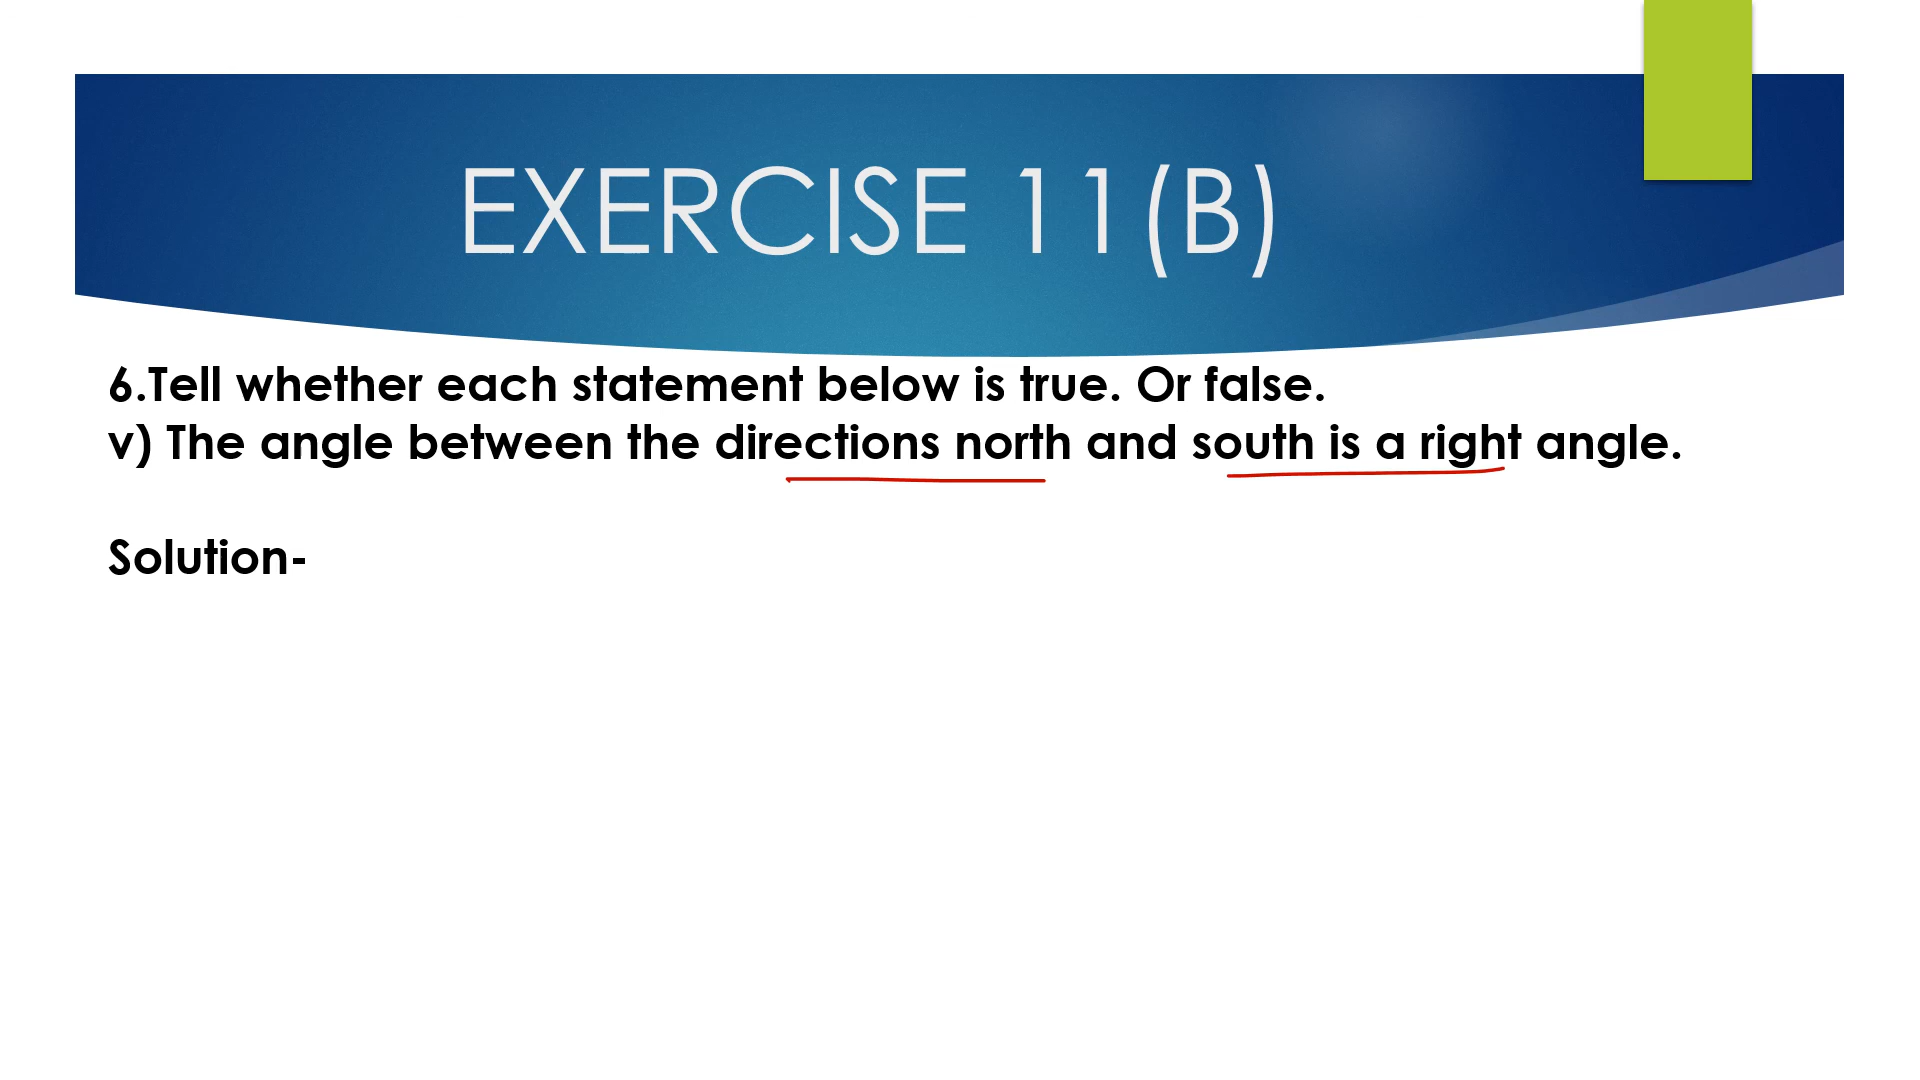 EXERCISE 11(B)
6.Tell whether each statement below is true. Or false.
v) The angle between the directions north and south is a right angle.
Solution-